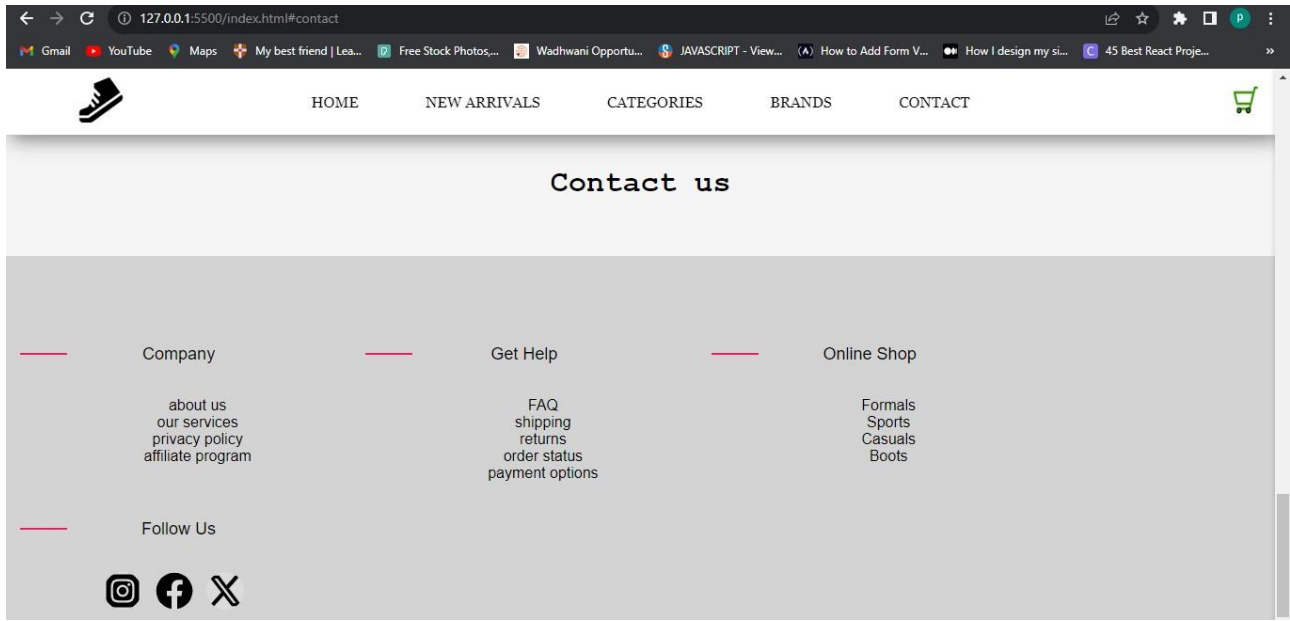 127.0.0.1:5500/index.html#contact
P
Gmail YouTube Maps My best friend | Lea... Free Stock Photos,... Wadhwani Opportu... JAVASCRIPT - View... How to Add Form V... How I design my si... C 45 Best React Proje... »
HOME NEW ARRIVALS CATEGORIES BRANDS CONTACT
Contact us
Company
about us
our services
privacy policy
affiliate program
Get Help
FAQ
shipping
returns
order status
payment options
Online Shop
Formals
Sports
Casuals
Boots
Follow Us